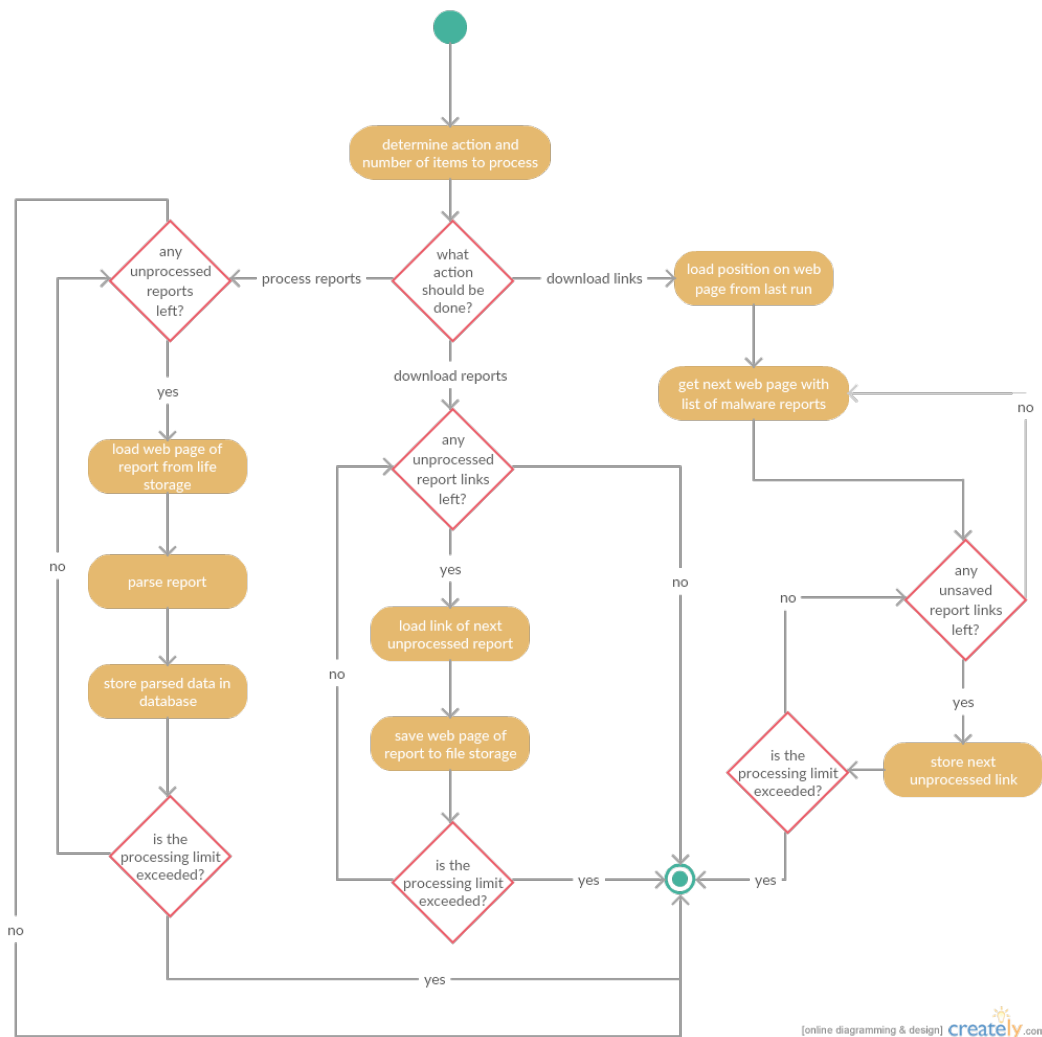 determine action and
number of items to process
what
action
should be
done?
process reports
download links
download reports
any
unprocessed
reports
left?
yes
load web page of
report from life
storage
parse report
store parsed data in
database
is the
processing limit
exceeded?
no
no
yes
any
unprocessed
report links
left?
yes
load link of next
unprocessed report
save web page of
report to file storage
is the
processing limit
exceeded?
no
yes
no
load position on web
page from last run
get next web page with
list of malware reports
no
any
unsaved
report links
left?
yes
store next
unprocessed link
is the
processing limit
exceeded?
no
yes
[online diagramming & design] creately.com